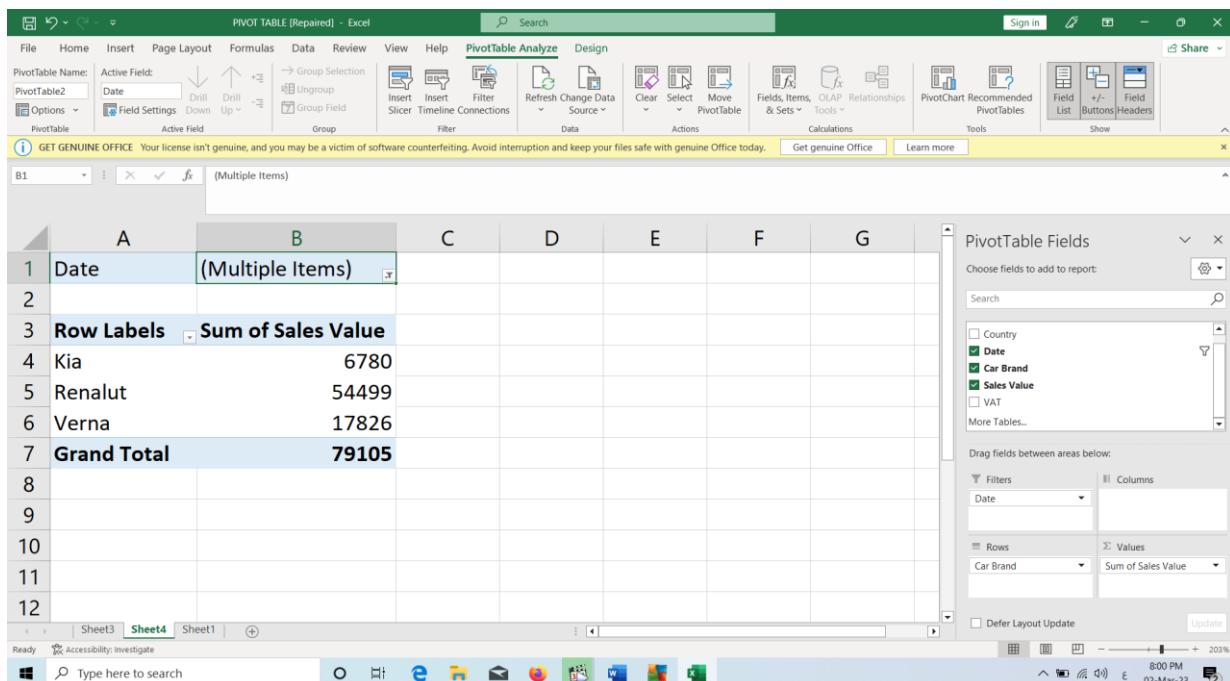 PIVOT TABLE [Repaired] - Excel
Search
Sign in
File Home Insert Page Layout Formulas Data Review View Help PivotTable Analyze Design
Share
PivotTable Name:
PivotTable2
Options
PivotTable
Active Field:
Date
Field Settings
Drill Down
Drill Up
Active Field
Group Selection
Ungroup
Group Field
Group
Insert Slicer
Insert Timeline
Filter Connections
Filter
Refresh
Change Data Source
Data
Clear
Select
Move PivotTable
Actions
Fields, Items, & Sets
OLAP Tools
Relationships
Calculations
PivotChart
Recommended PivotTables
Tools
Field List
+/- Buttons
Field Headers
Show
GET GENUINE OFFICE Your license isn't genuine, and you may be a victim of software counterfeiting. Avoid interruption and keep your files safe with genuine Office today. Get genuine Office Learn more
B1 fx (Multiple Items)
A B C D E F G
1 Date (Multiple Items)
2
3 Row Labels Sum of Sales Value
4 Kia 6780
5 Renalut 54499
6 Verna 17826
7 Grand Total 79105
8
9
10
11
12
PivotTable Fields
Choose fields to add to report:
Search
Country
Date
Car Brand
Sales Value
VAT
More Tables...
Drag fields between areas below:
Filters
Date
Columns
Rows
Car Brand
Σ Values
Sum of Sales Value
Defer Layout Update
Update
Sheet3 Sheet4 Sheet1
Ready Accessibility: Investigate
203%
Type here to search
ع
8:00 PM